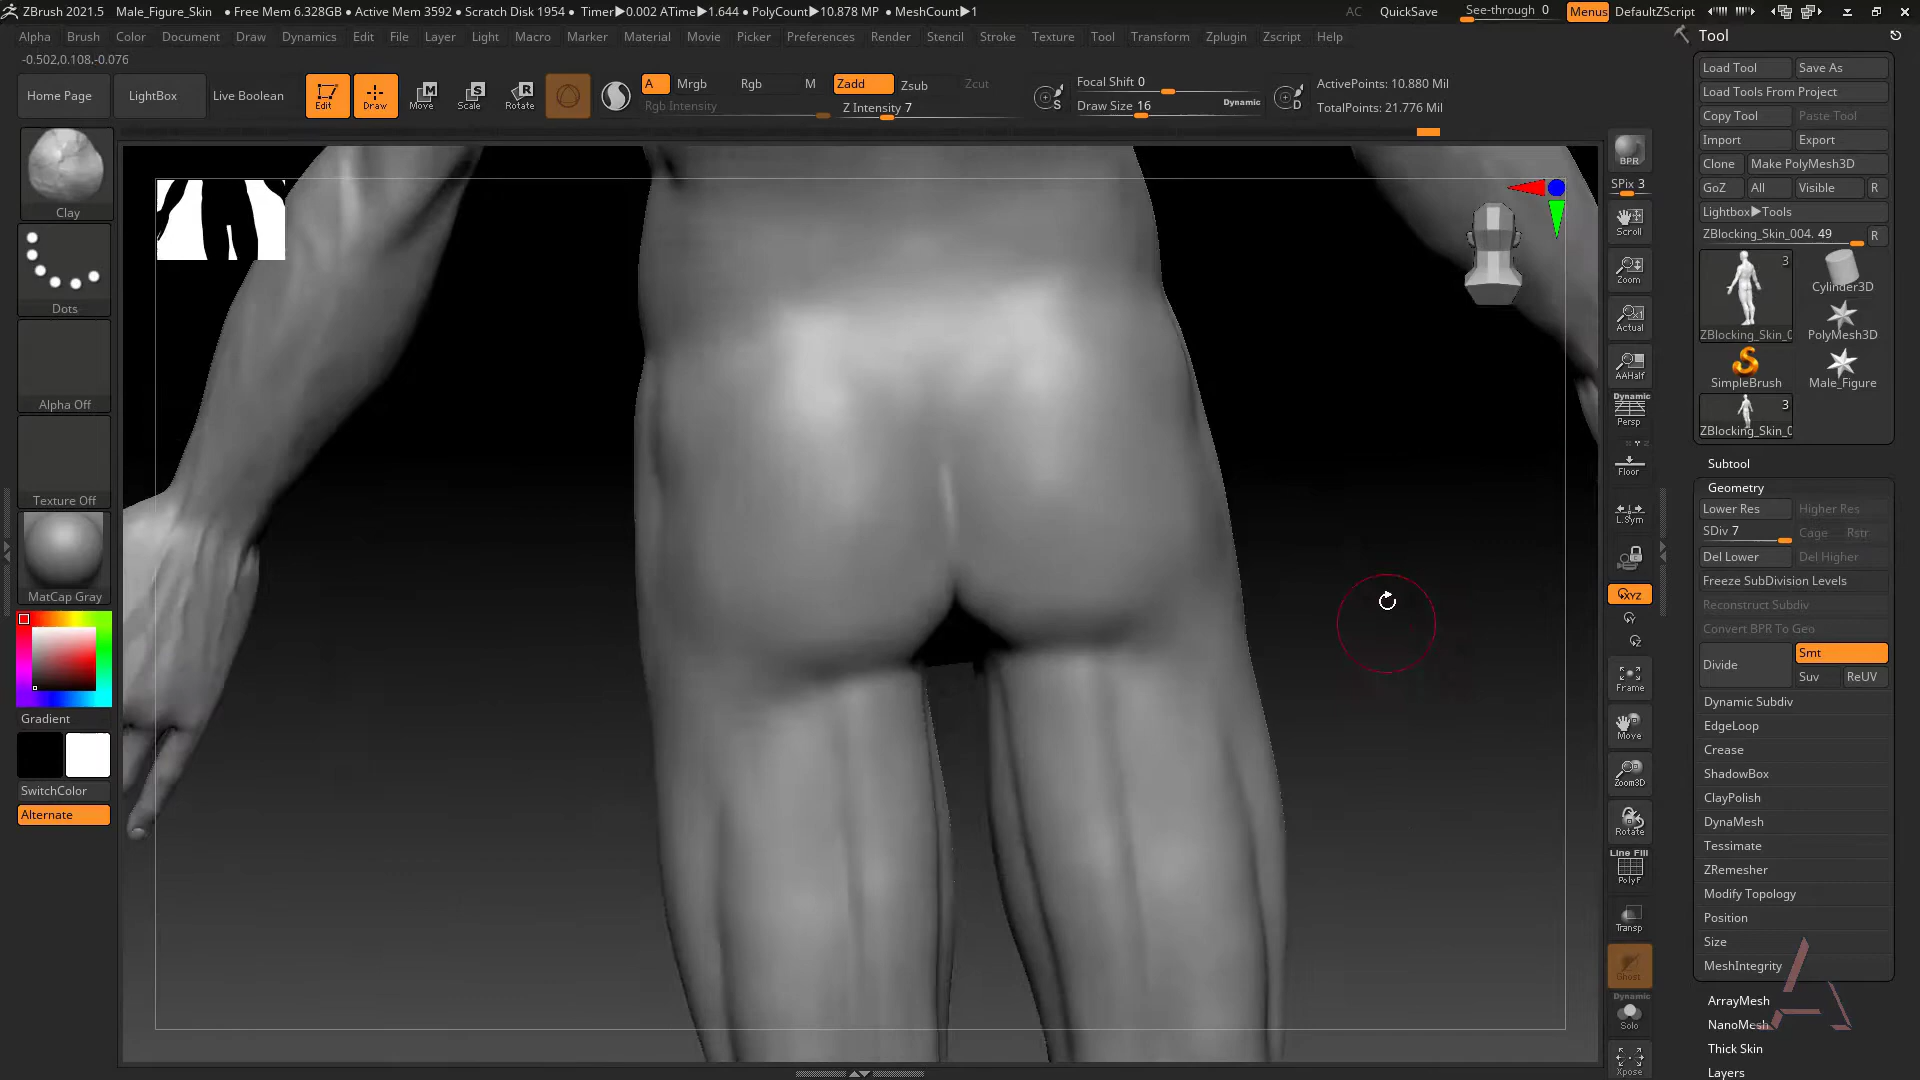 ZBrush 2021.5 Male_Figure_Skin • Free Mem 6.328GB • Active Mem 3592 • Scratch Disk 1954 • Timer▶0.002 ATime▶1.644 • PolyCount▶10.878 MP • MeshCount▶1 AC QuickSave See-through 0 Menus DefaultZScript
Alpha Brush Color Document Draw Dynamics Edit File Layer Light Macro Marker Material Movie Picker Preferences Render Stencil Stroke Texture Tool Transform Zplugin Zscript Help
-0.502,0.108,-0.076
Home Page LightBox Live Boolean Edit Draw Move Scale Rotate
A Mrgb Rgb M Zadd Zsub Zcut
Rgb Intensity Z Intensity 7
Focal Shift 0
Draw Size 16 Dynamic
S
D
ActivePoints: 10.880 Mil
TotalPoints: 21.776 Mil
Clay
Dots
Alpha Off
Texture Off
MatCap Gray
Gradient
SwitchColor
Alternate
BPR
SPix 3
Scroll
Zoom
Actual
AAHalf
Dynamic
Persp
Floor
L.Sym
XYZ
Frame
Move
Zoom3D
Rotate
Line Fill
PolyF
Transp
Ghost
Dynamic
Solo
Xpose
Tool
Load Tool Save As
Load Tools From Project
Copy Tool Paste Tool
Import Export
Clone Make PolyMesh3D
GoZ All Visible R
Lightbox▶Tools
ZBlocking_Skin_004. 49 R
3
Cylinder3D
ZBlocking_Skin_0 PolyMesh3D
SimpleBrush Male_Figure
3
ZBlocking_Skin_0
Subtool
Geometry
Lower Res Higher Res
SDiv 7 Cage Rstr
Del Lower Del Higher
Freeze SubDivision Levels
Reconstruct Subdiv
Convert BPR To Geo
Divide Smt
Suv ReUV
Dynamic Subdiv
EdgeLoop
Crease
ShadowBox
ClayPolish
DynaMesh
Tessimate
ZRemesher
Modify Topology
Position
Size
MeshIntegrity
ArrayMesh
NanoMesh
Thick Skin
Layers